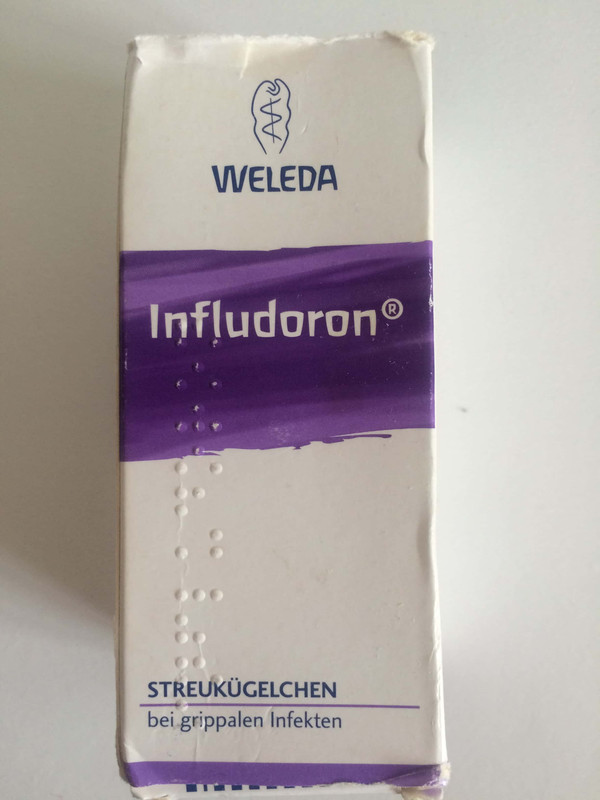 WELEDA
Infludoron®
STREUKÜGELCHEN
bei grippalen Infekten